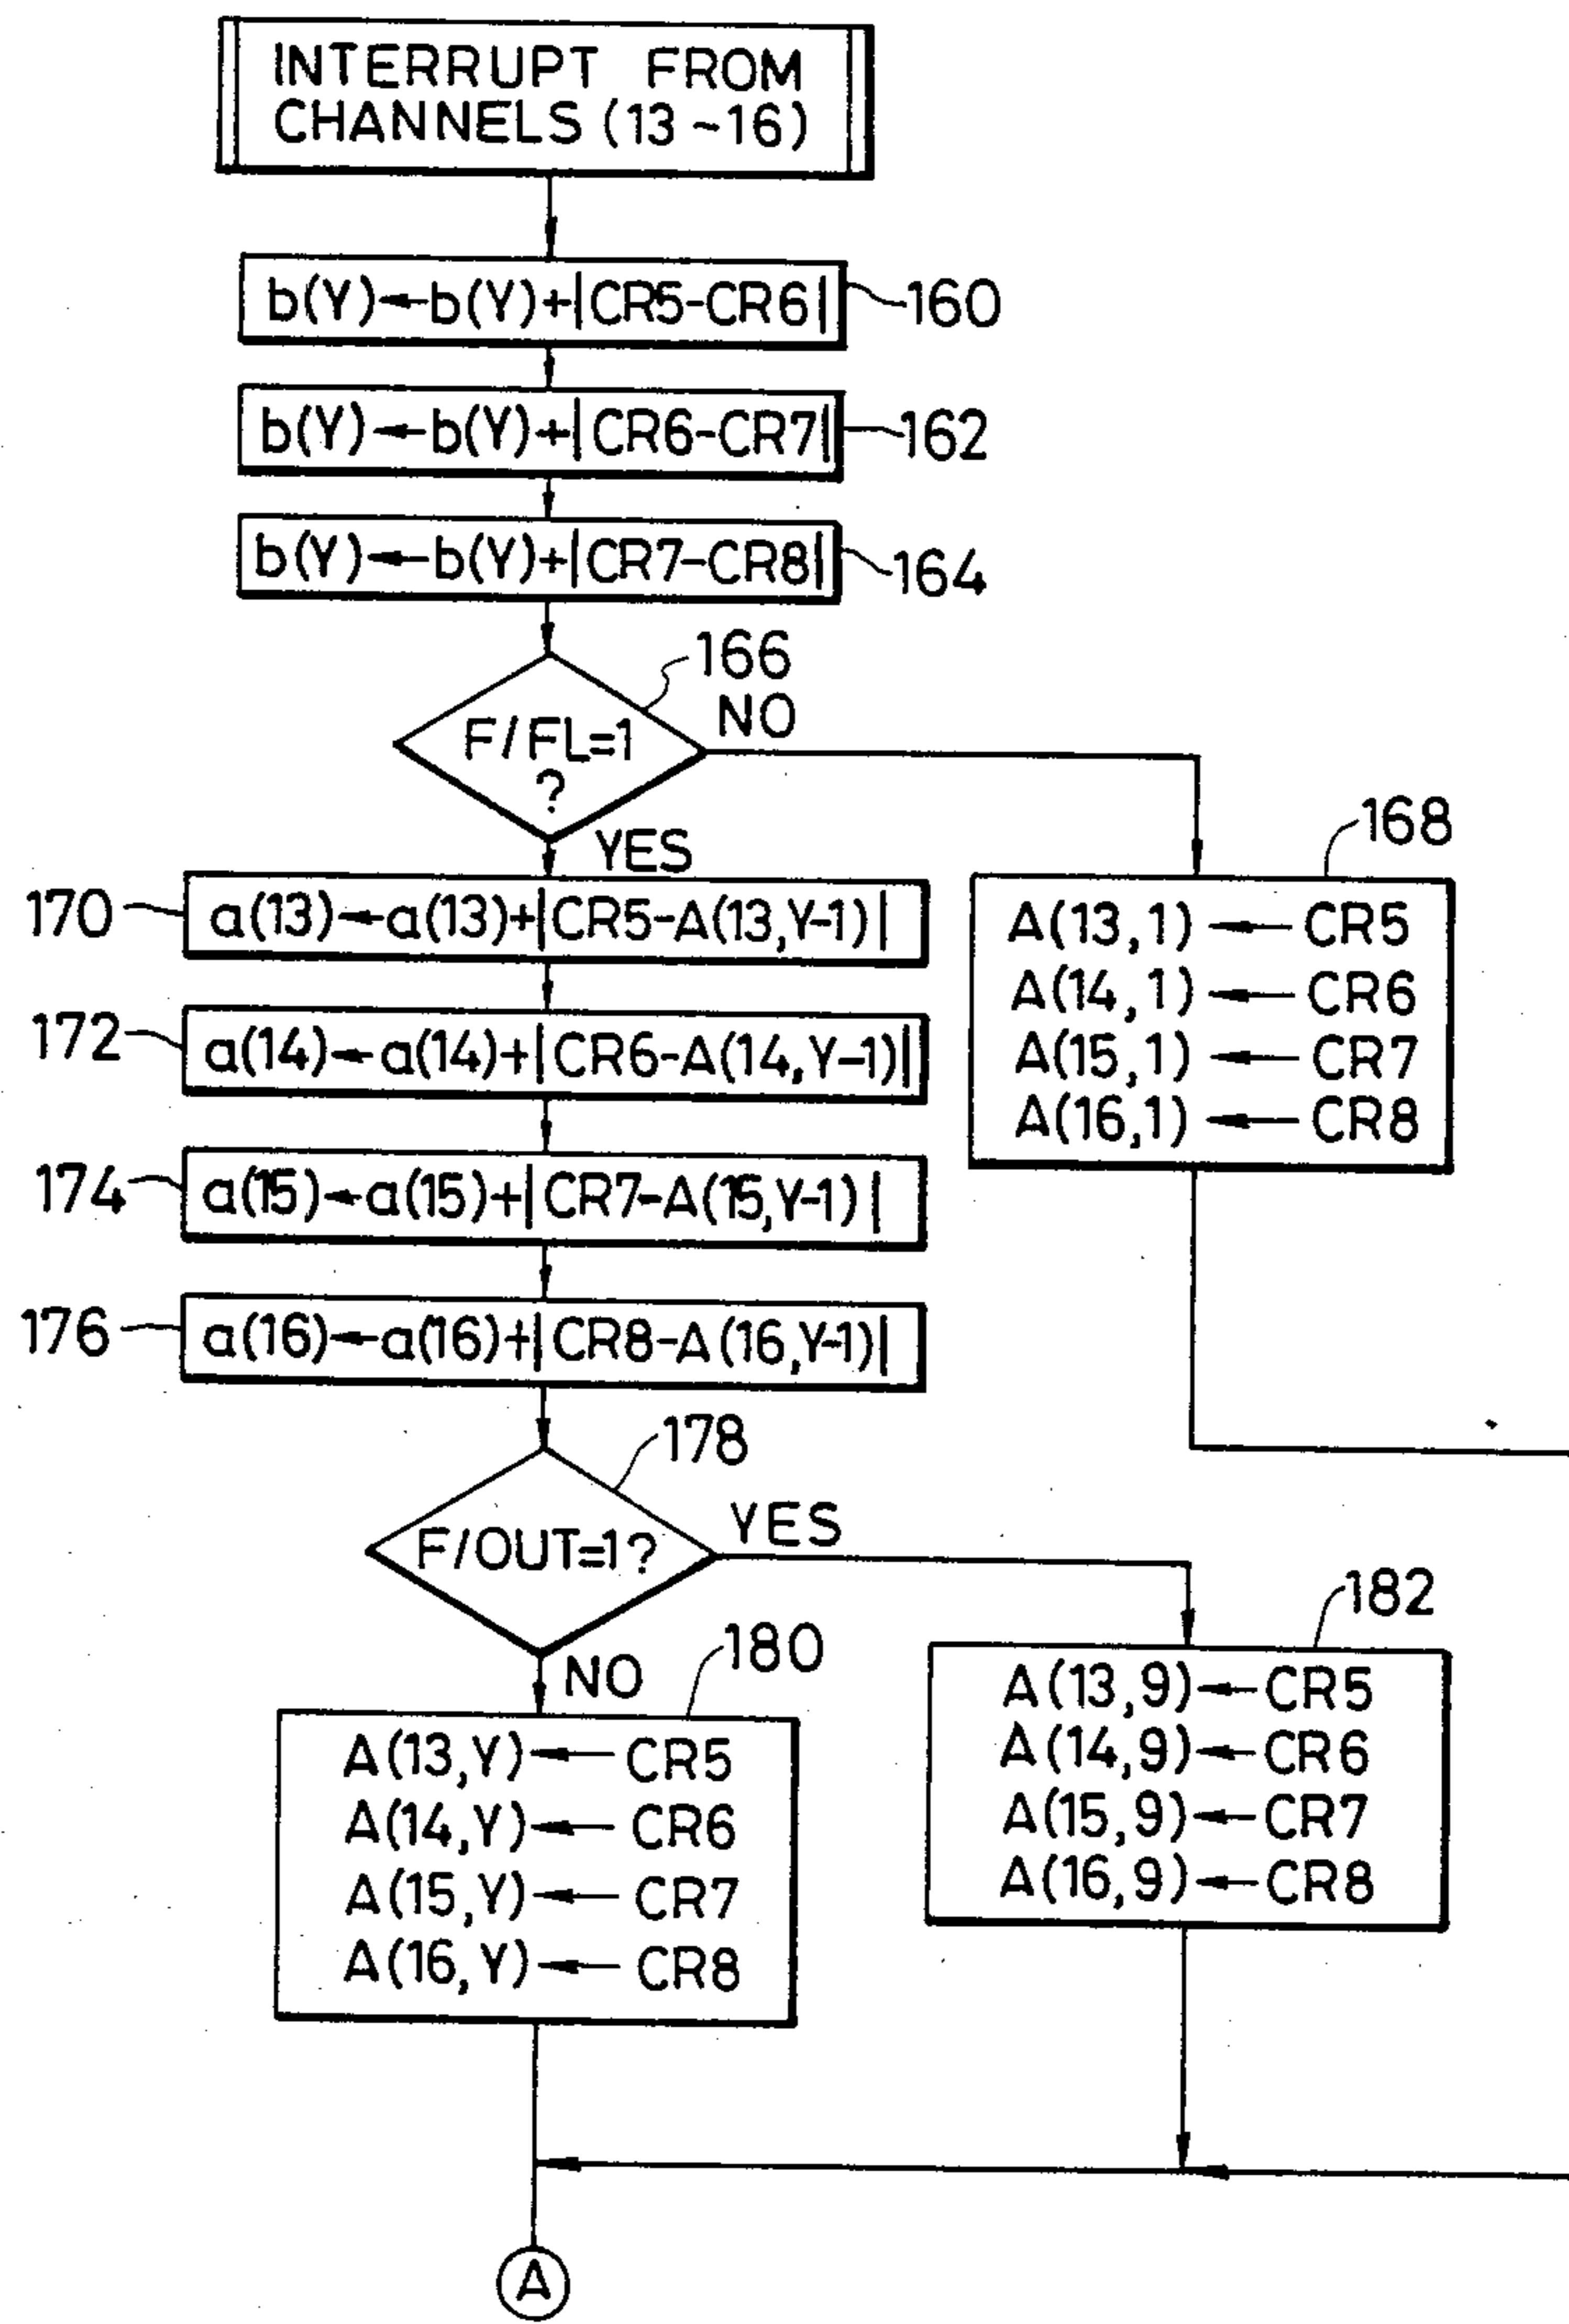 INTERRUPT FROM
CHANNELS (13~16)
b(Y)←b(Y)+|CR5-CR6|
160
b(Y)←b(Y)+|CR6-CR7|
162
b(Y)←b(Y)+|CR7-CR8|
164
166
F/FL=1
?
NO
YES
168
A(13,1)←CR5
A(14,1)←CR6
A(15,1)←CR7
A(16,1)←CR8
170
a(13)←a(13)+|CR5-A(13,Y-1)|
172
a(14)←a(14)+|CR6-A(14,Y-1)|
174
a(15)←a(15)+|CR7-A(15,Y-1)|
176
a(16)←a(16)+|CR8-A(16,Y-1)|
178
F/OUT=1?
YES
NO
180
A(13,Y)←CR5
A(14,Y)←CR6
A(15,Y)←CR7
A(16,Y)←CR8
182
A(13,9)←CR5
A(14,9)←CR6
A(15,9)←CR7
A(16,9)←CR8
A